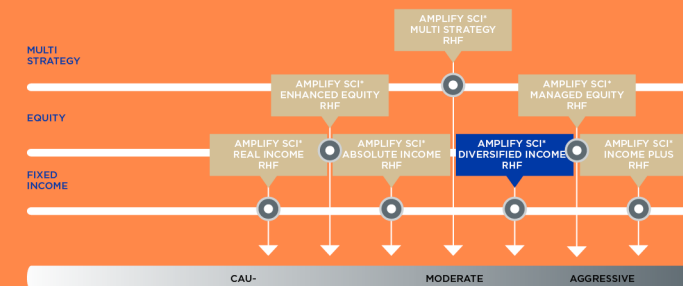 AMPLIFY SCI*
MULTI STRATEGY
RHF
MULTI
STRATEGY
AMPLIFY SCI*
ENHANCED EQUITY
RHF
AMPLIFY SCI*
MANAGED EQUITY
RHF
EQUITY
AMPLIFY SCI*
REAL INCOME
RHF
AMPLIFY SCI*
ABSOLUTE INCOME
RHF
AMPLIFY SCI*
DIVERSIFIED INCOME
RHF
AMPLIFY SCI*
INCOME PLUS
RHF
FIXED
INCOME
CAU-
MODERATE
AGGRESSIVE